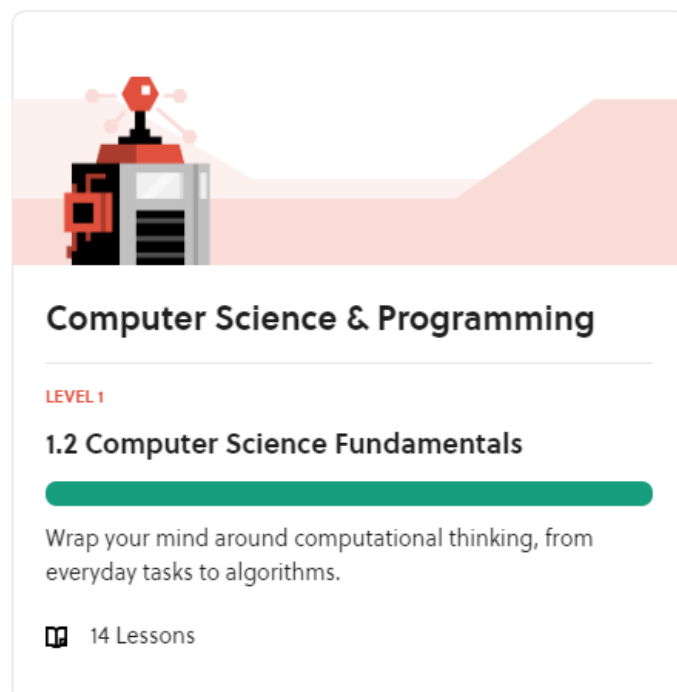 Computer Science & Programming
LEVEL 1
1.2 Computer Science Fundamentals
Wrap your mind around computational thinking, from
everyday tasks to algorithms.
14 Lessons